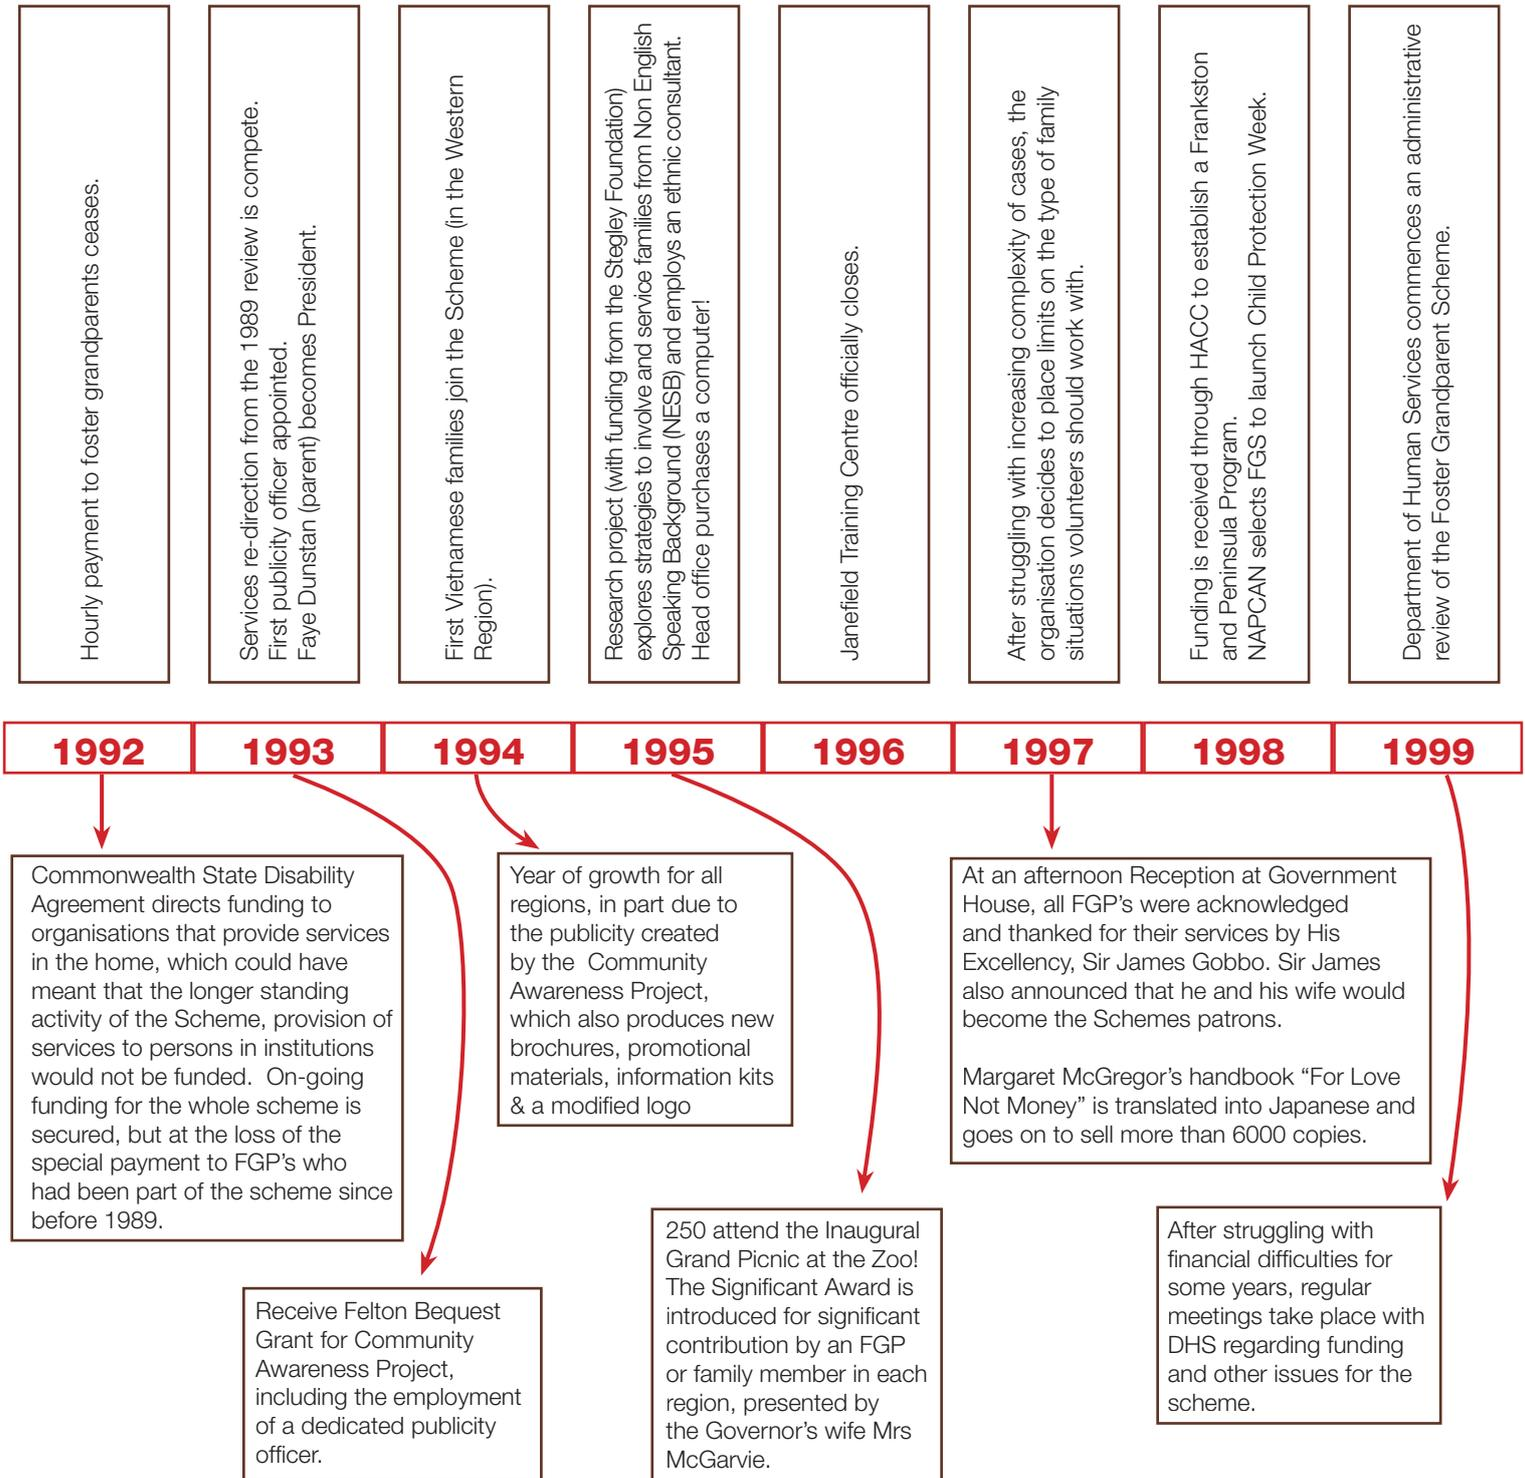 Hourly payment to foster grandparents ceases.
Services re-direction from the 1989 review is compete.
First publicity officer appointed.
Faye Dunstan (parent) becomes President.
First Vietnamese families join the Scheme (in the Western
Region).
Research project (with funding from the Stegley Foundation)
explores strategies to involve and service families from Non English
Speaking Background (NESB) and employs an ethnic consultant.
Head office purchases a computer!
Janefield Training Centre officially closes.
After struggling with increasing complexity of cases, the
organisation decides to place limits on the type of family
situations volunteers should work with.
Funding is received through HACC to establish a Frankston
and Peninsula Program.
NAPCAN selects FGS to launch Child Protection Week.
Department of Human Services commences an administrative
review of the Foster Grandparent Scheme.
1992 1993 1994 1995 1996 1997 1998 1999
Commonwealth State Disability
Agreement directs funding to
organisations that provide services
in the home, which could have
meant that the longer standing
activity of the Scheme, provision of
services to persons in institutions
would not be funded.  On-going
funding for the whole scheme is
secured, but at the loss of the
special payment to FGP's who
had been part of the scheme since
before 1989.
Receive Felton Bequest
Grant for Community
Awareness Project,
including the employment
of a dedicated publicity
officer.
Year of growth for all
regions, in part due to
the publicity created
by the  Community
Awareness Project,
which also produces new
brochures, promotional
materials, information kits
& a modified logo
250 attend the Inaugural
Grand Picnic at the Zoo!
The Significant Award is
introduced for significant
contribution by an FGP
or family member in each
region, presented by
the Governor's wife Mrs
McGarvie.
At an afternoon Reception at Government
House, all FGP's were acknowledged
and thanked for their services by His
Excellency, Sir James Gobbo. Sir James
also announced that he and his wife would
become the Schemes patrons.
Margaret McGregor's handbook “For Love
Not Money” is translated into Japanese and
goes on to sell more than 6000 copies.
After struggling with
financial difficulties for
some years, regular
meetings take place with
DHS regarding funding
and other issues for the
scheme.